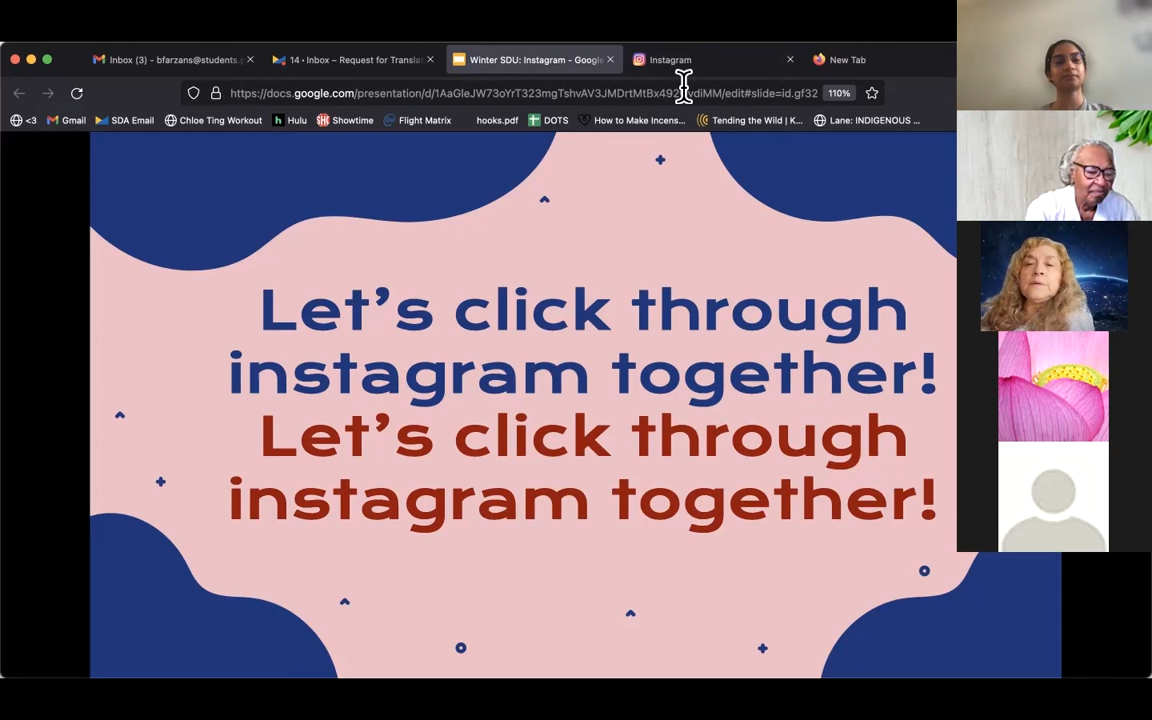 Inbox (3) - bfarzans@students.
14 · Inbox – Request for Transla
Winter SDU: Instagram - Google
Instagram
New Tab
110%
<3
Gmail
SDA Email
Chloe Ting Workout
Hulu
Showtime
Flight Matrix
hooks.pdf
DOTS
How to Make Incens...
Tending the Wild | K...
Lane: INDIGENOUS ...
Let's click through
instagram together!
Let's click through
instagram together!